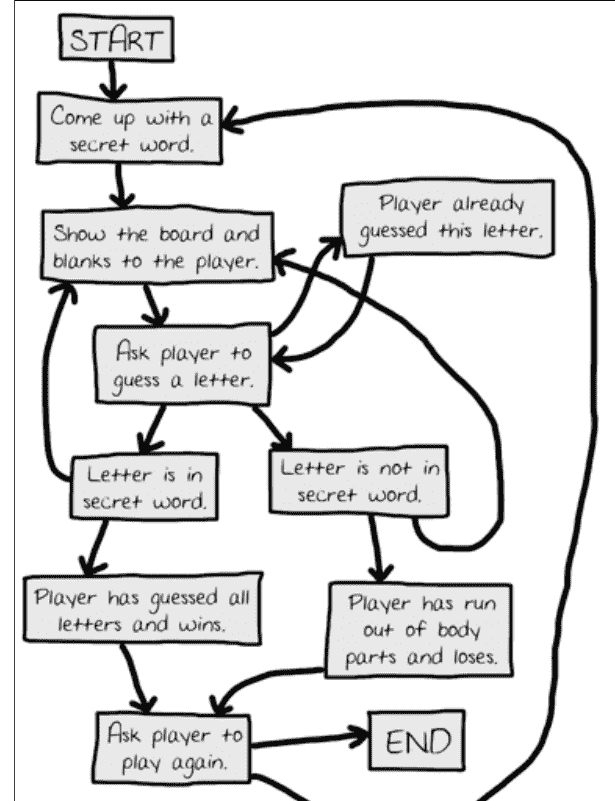 START
Come up with a
secret word.
Show the board and
blanks to the player.
Player already
guessed this letter.
Ask player to
guess a letter.
Letter is in
secret word.
Letter is not in
secret word.
Player has guessed all
letters and wins.
Player has run
out of body
parts and loses.
Ask player to
play again.
END